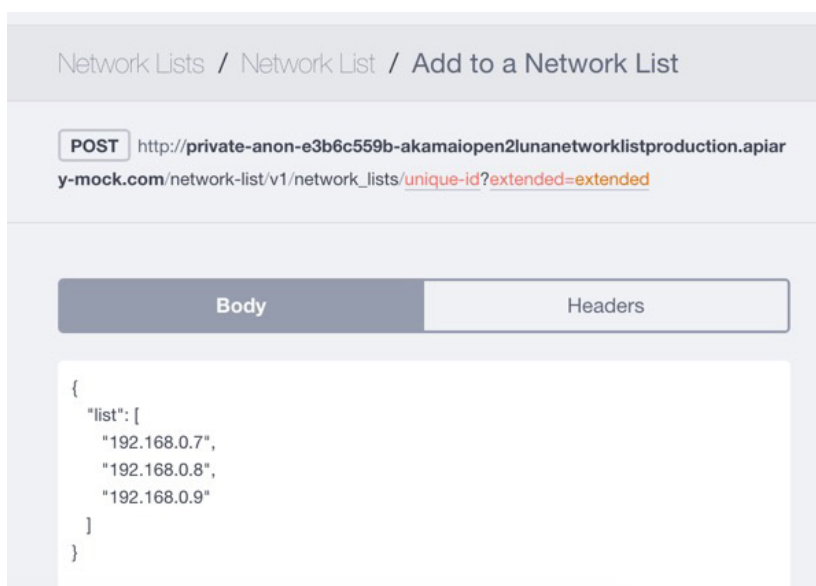 Network Lists / Network List / Add to a Network List
POST http://private-anon-e3b6c559b-akamaiopen2lunanetworklistproduction.apiar
y-mock.com/network-list/v1/network_lists/unique-id?extended=extended
Body Headers
{
"list": [
"192.168.0.7",
"192.168.0.8",
"192.168.0.9"
]
}